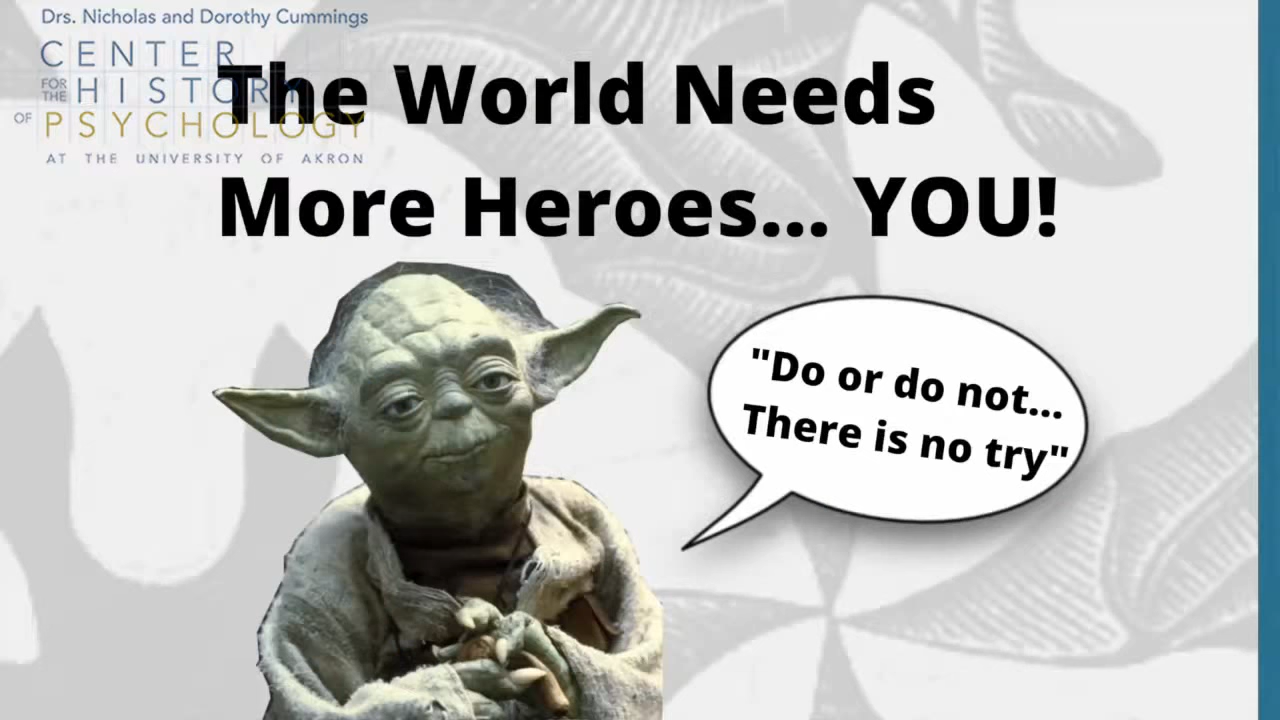 Drs. Nicholas and Dorothy Cummings
CENTER
FOR THE HISTORY
OF PSYCHOLOGY
AT THE UNIVERSITY OF AKRON
The World Needs
More Heroes... YOU!
"Do or do not...
There is no try"